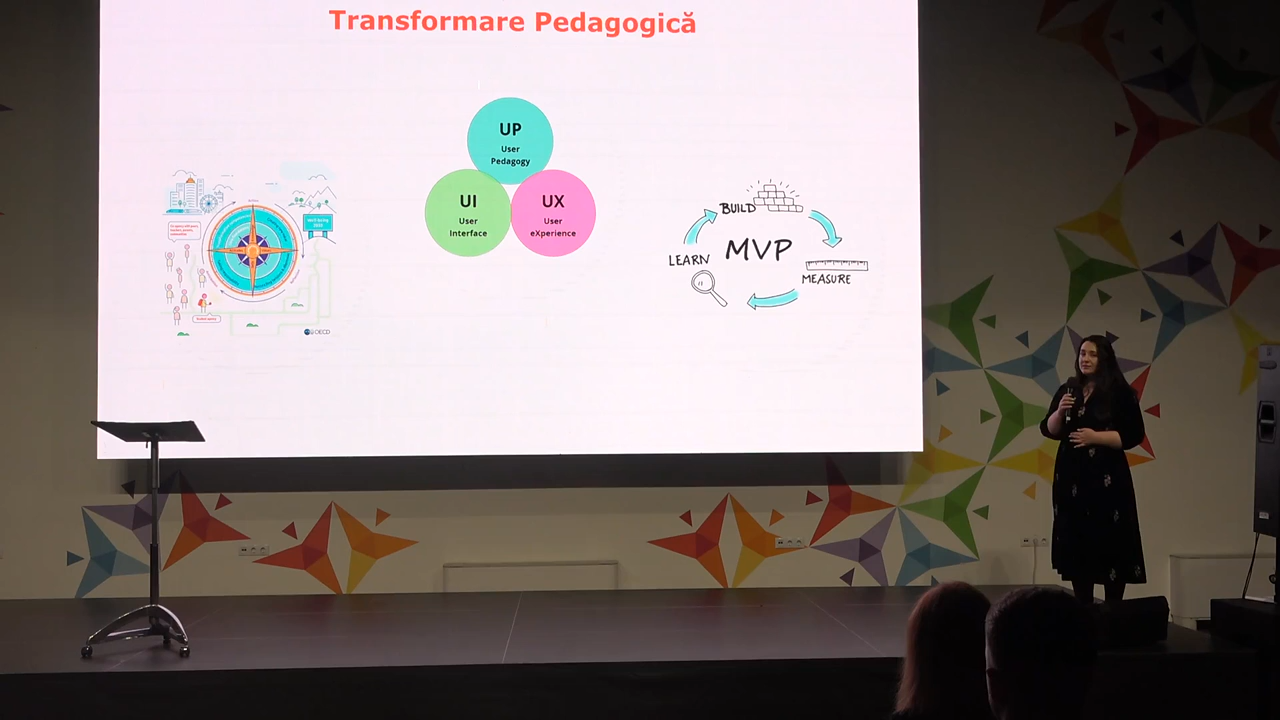 Transformare Pedagogică
UP
User
Pedagogy
UI
User
Interface
UX
User
eXperience
BUILD
MVP
LEARN
MEASURE
OECD